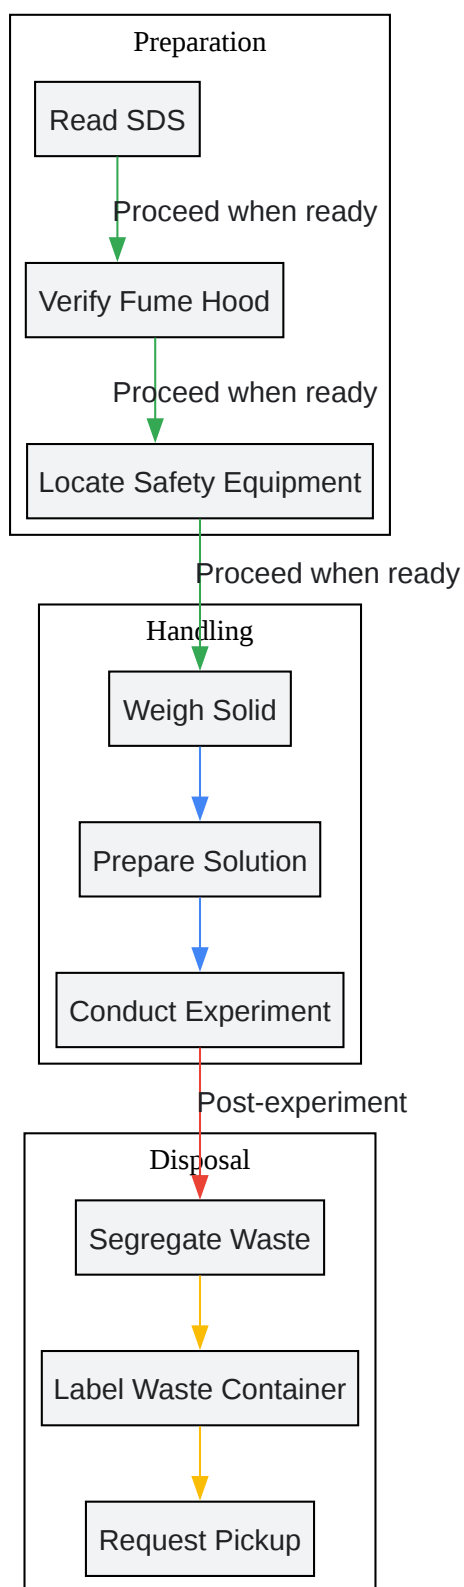 Preparation
Read SDS
Proceed when ready
Verify Fume Hood
Proceed when ready
Locate Safety Equipment
Proceed when ready
Handling
Weigh Solid
Prepare Solution
Conduct Experiment
Post-experiment
Disposal
Segregate Waste
Label Waste Container
Request Pickup